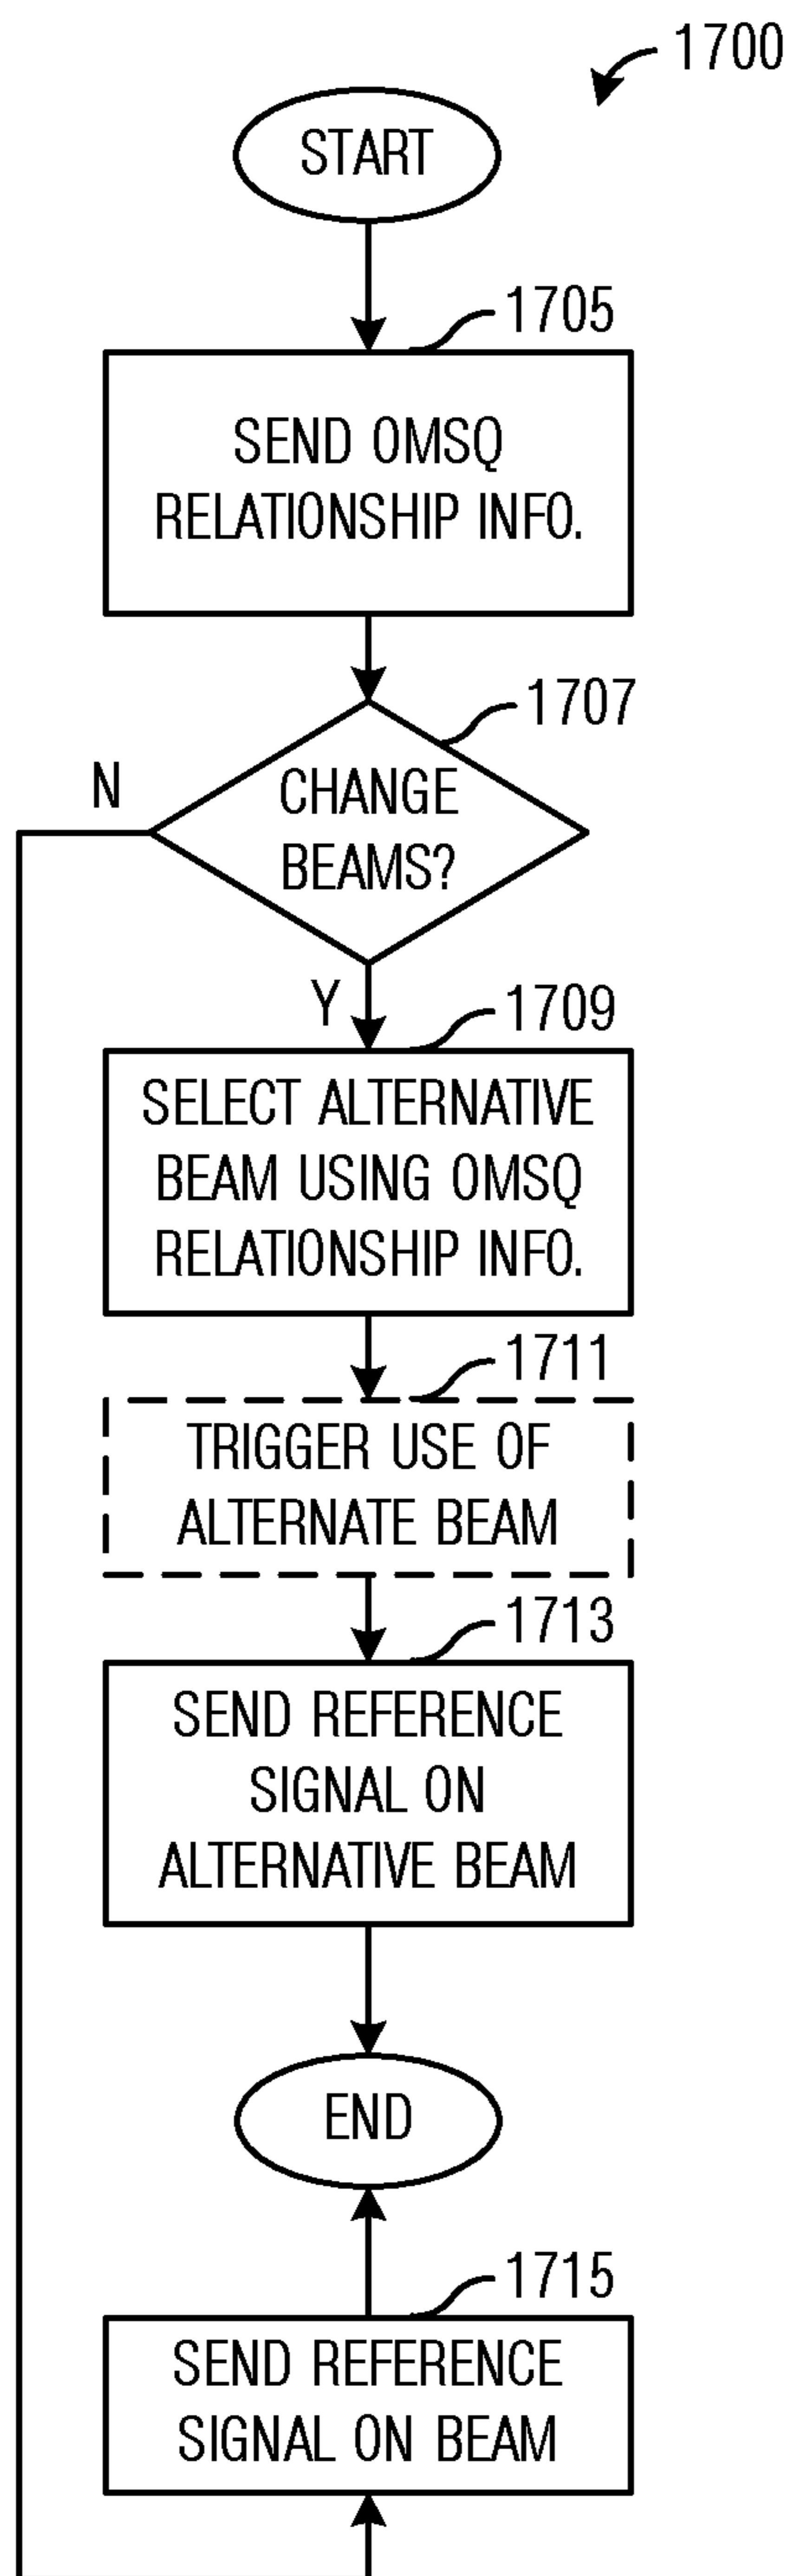 1700
START
1705
SEND OMSQ
RELATIONSHIP INFO.
1707
N
CHANGE
BEAMS?
Y
1709
SELECT ALTERNATIVE
BEAM USING OMSQ
RELATIONSHIP INFO.
1711
TRIGGER USE OF
ALTERNATE BEAM
1713
SEND REFERENCE
SIGNAL ON
ALTERNATIVE BEAM
END
1715
SEND REFERENCE
SIGNAL ON BEAM